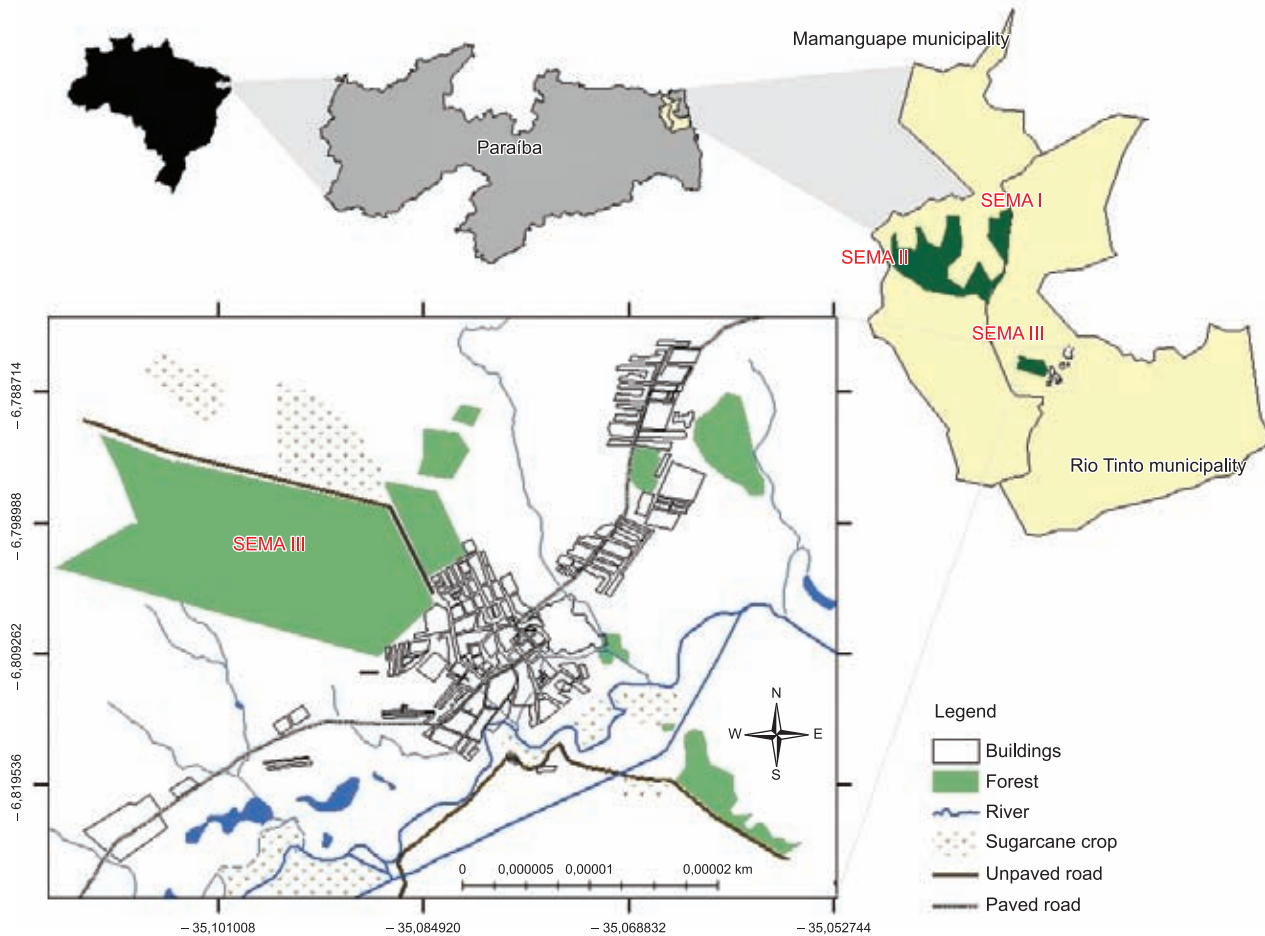 Mamanguape municipality
Paraíba
SEMA I
SEMA II
SEMA III
Rio Tinto municipality
– 6,788714
– 6,798988
– 6,809262
– 6,819536
SEMA III
N
W
E
S
0 0,000005 0,00001 0,00002 km
– 35,101008
– 35,084920
– 35,068832
– 35,052744
Legend
Buildings
Forest
River
Sugarcane crop
Unpaved road
Paved road